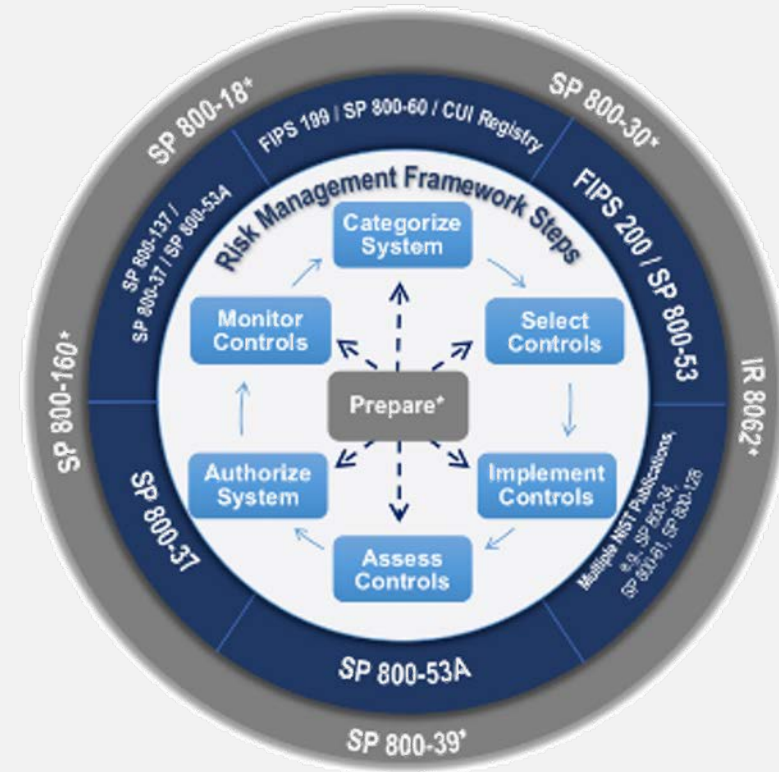 SP 800-18*
SP 800-30*
FIPS 199 / SP 800-60 / CUI Registry
SP 800-137 /
SP 800-37 / SP 800-53A
FIPS 200 / SP 800-53
Risk Management Framework Steps
Categorize
System
Monitor
Controls
Select
Controls
Prepare*
SP 800-160*
IR 8062*
Authorize
System
Implement
Controls
SP 800-37
Multiple NIST Publications,
e.g., SP 800-34,
SP 800-61, SP 800-128
Assess
Controls
SP 800-53A
SP 800-39*